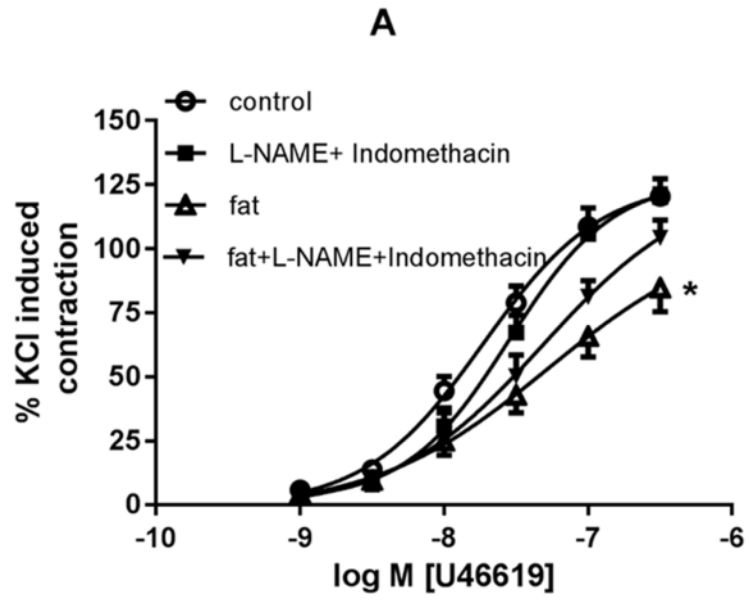 A
control
L-NAME+ Indomethacin
fat
fat+L-NAME+Indomethacin
150
125
100
75
50
25
0
% KCl induced
contraction
*
-10 -9 -8 -7 -6
log M [U46619]